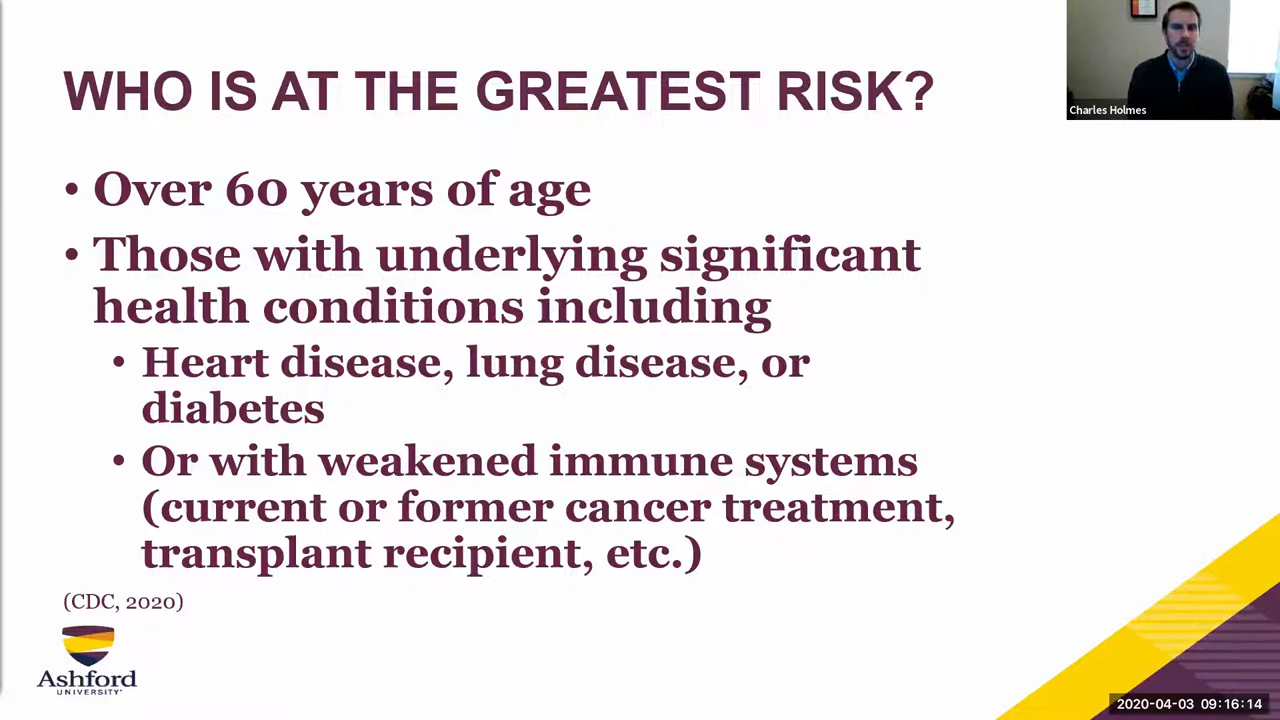 WHO IS AT THE GREATEST RISK?
Charles Holmes
• Over 60 years of age
• Those with underlying significant
health conditions including
• Heart disease, lung disease, or
diabetes
• Or with weakened immune systems
(current or former cancer treatment,
transplant recipient, etc.)
(CDC, 2020)
Ashford
UNIVERSITY
2020-04-03 09:16:14